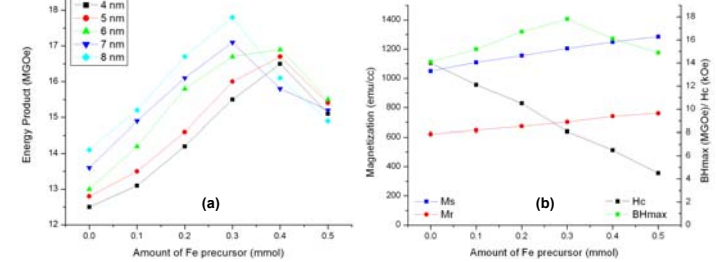 4 nm
5 nm
6 nm
7 nm
8 nm
18
17
16
15
14
13
12
Energy Product (MGOe)
(a)
0.0 0.1 0.2 0.3 0.4 0.5
Amount of Fe precursor (mmol)
1400
1200
1000
800
600
400
200
0
Magnetization (emu/cc)
(b)
Ms
Mr
Hc
BHmax
18
16
14
12
10
8
6
4
2
0
BHmax (MGOe)/ Hc (kOe)
0.0 0.1 0.2 0.3 0.4 0.5
Amount of Fe precursor (mmol)